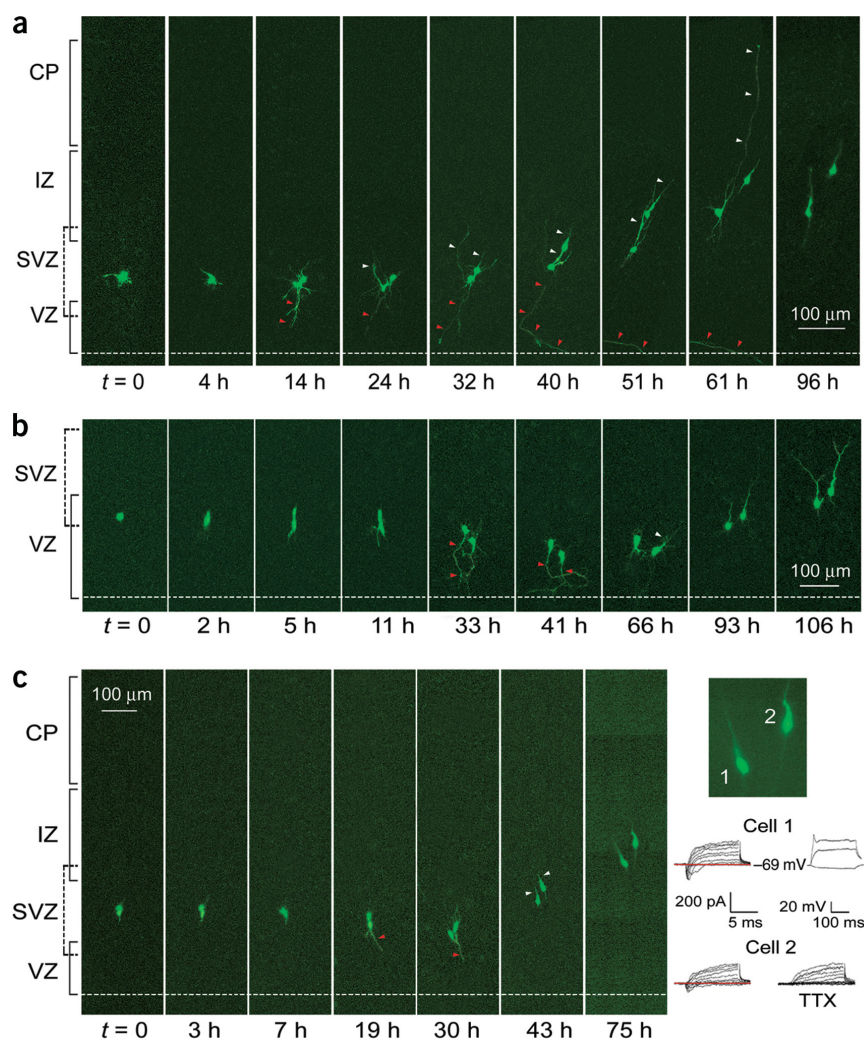 a
CP
IZ
SVZ
VZ
100 μm
t = 0 4 h 14 h 24 h 32 h 40 h 51 h 61 h 96 h
b
SVZ
VZ
100 μm
t = 0 2 h 5 h 11 h 33 h 41 h 66 h 93 h 106 h
c
100 μm
CP
IZ
SVZ
VZ
t = 0 3 h 7 h 19 h 30 h 43 h 75 h
2
1
Cell 1
–69 mV
200 pA
5 ms
20 mV
100 ms
Cell 2
TTX